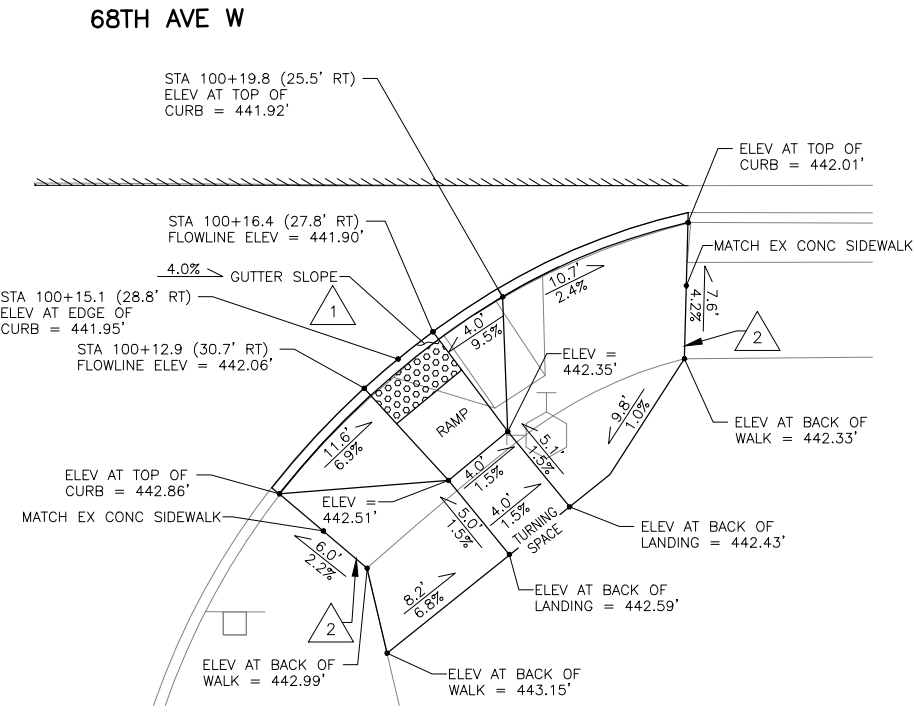 68TH AVE W
STA 100+19.8 (25.5' RT)
ELEV AT TOP OF
CURB = 441.92'
ELEV AT TOP OF
CURB = 442.01'
STA 100+16.4 (27.8' RT)
FLOWLINE ELEV = 441.90'
MATCH EX CONC SIDEWALK
4.0%
GUTTER SLOPE
10.7'
2.4%
7.6'
4.2%
STA 100+15.1 (28.8' RT)
ELEV AT EDGE OF
CURB = 441.95'
1
4.0'
9.5%
2
STA 100+12.9 (30.7' RT)
FLOWLINE ELEV = 442.06'
ELEV =
442.35'
RAMP
9.8'
1.0%
ELEV AT BACK OF
WALK = 442.33'
11.6'
6.9%
5.1'
1.5%
4.0'
1.5%
ELEV AT TOP OF
CURB = 442.86'
ELEV =
442.51'
MATCH EX CONC SIDEWALK
5.0'
1.5%
4.0'
1.5%
TURNING
SPACE
ELEV AT BACK OF
LANDING = 442.43'
6.0'
2.2%
8.2'
6.8%
ELEV AT BACK OF
LANDING = 442.59'
2
ELEV AT BACK OF
WALK = 442.99'
ELEV AT BACK OF
WALK = 443.15'